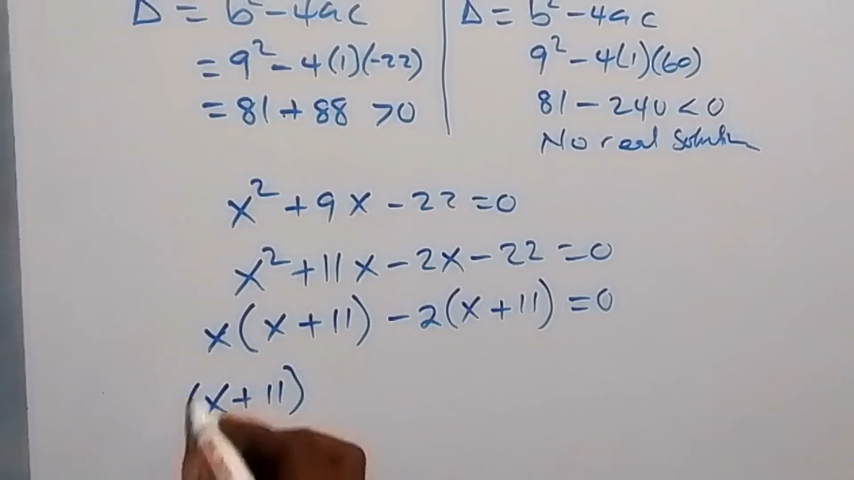 Δ = b² - 4ac
= 9² - 4(1)(-22)
= 81 + 88 >0
Δ = b² - 4ac
9² - 4(1)(60)
81 - 240 < 0
No real solution
x² + 9x - 22 = 0
x² + 11x - 2x - 22 = 0
x(x + 11) - 2(x + 11) = 0
(x + 11)